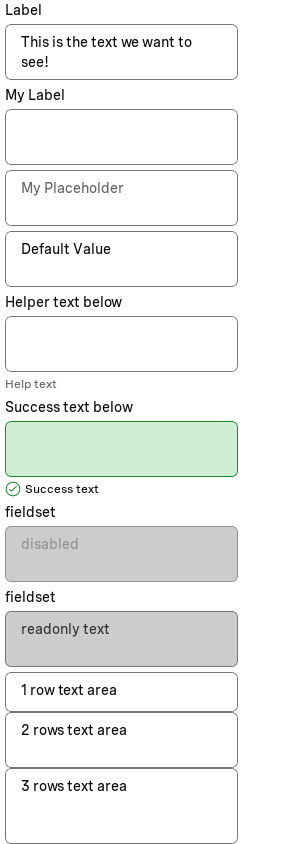 Label
This is the text we want to
see!
My Label
My Placeholder
Default Value
Helper text below
Help text
Success text below
Success text
fieldset
disabled
fieldset
readonly text
1 row text area
2 rows text area
3 rows text area